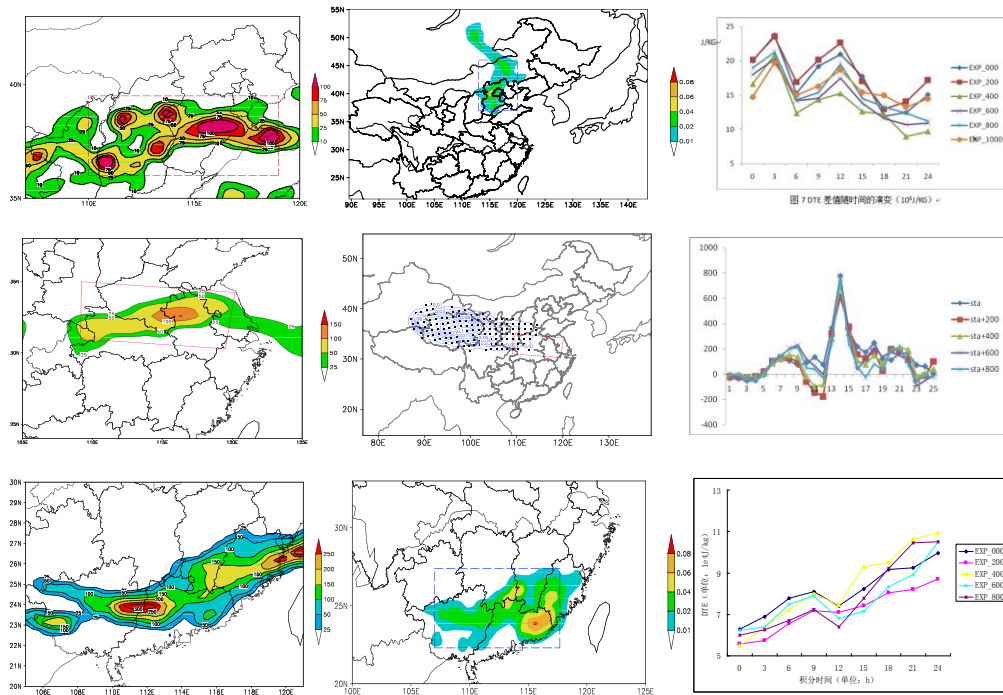 40N
35N
110E
115E
120E
100
75
50
25
10
55N
50N
45N
40N
35N
30N
25N
90E 95E 100E 105E 110E 115E 120E 125E 130E 135E 140E
0.08
0.06
0.04
0.02
0.01
J/KG
25
20
15
10
5
0 3 6 9 12 15 18 21 24
EXP_000
EXP_200
EXP_400
EXP_600
EXP_800
EXP_1000
图 7 DTE 差值随时间的演变（10⁵J/KG）
35N
30N
25N
105E
110E
115E
120E
125E
150
100
50
25
50N
40N
30N
20N
80E 90E 100E 110E 120E 130E
1000
800
600
400
200
0
-200
-400
1 3 5 7 9 11 13 15 17 19 21 23 25
sta
sta+200
sta+400
sta+600
sta+800
30N
29N
28N
27N
26N
25N
24N
23N
22N
21N
20N
106E 108E 110E 112E 114E 116E 118E 120E
250
200
150
100
50
25
30N
25N
20N
100E 105E 110E 115E 120E
0.08
0.06
0.04
0.02
0.01
DTE（单位：1e4J/kg）
13
11
9
7
5
0 3 6 9 12 15 18 21 24
积分时间（单位：h）
EXP_000
EXP_200
EXP_400
EXP_600
EXP_800